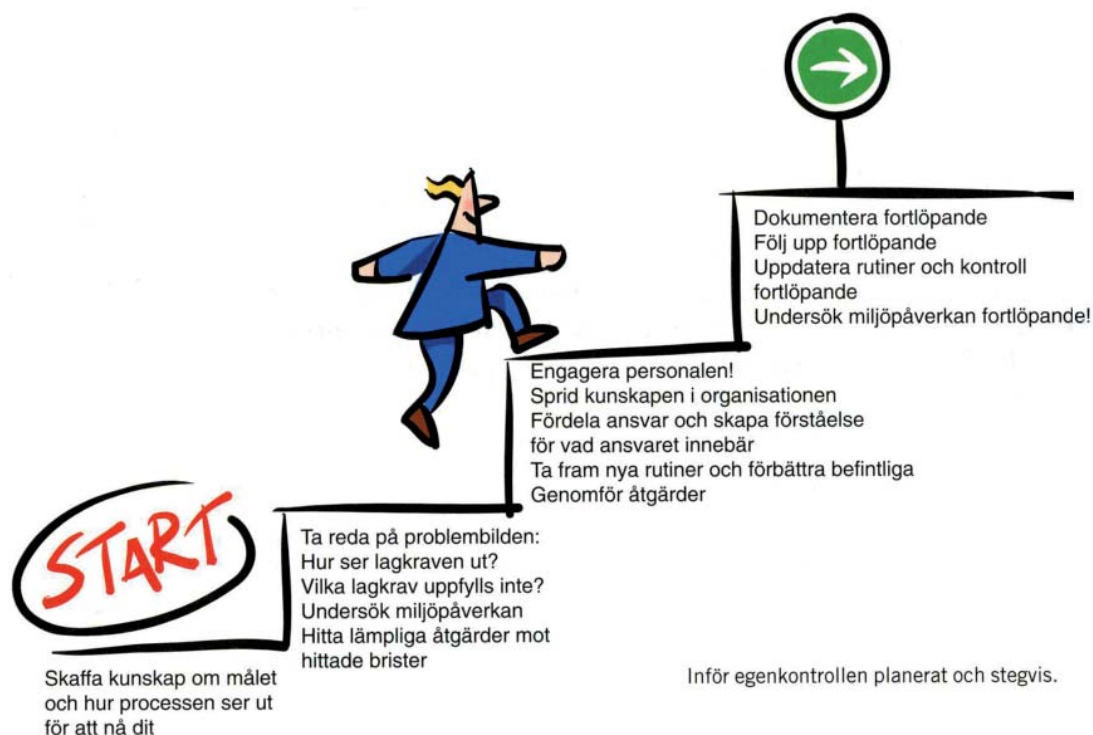 START
Skaffa kunskap om målet
och hur processen ser ut
för att nå dit
Ta reda på problembilden:
Hur ser lagkraven ut?
Vilka lagkrav uppfylls inte?
Undersök miljöpåverkan
Hitta lämpliga åtgärder mot
hittade brister
Engagera personalen!
Sprid kunskapen i organisationen
Fördela ansvar och skapa förståelse
för vad ansvaret innebär
Ta fram nya rutiner och förbättra befintliga
Genomför åtgärder
Dokumentera fortlöpande
Följ upp fortlöpande
Uppdatera rutiner och kontroll
fortlöpande
Undersök miljöpåverkan fortlöpande!
Inför egenkontrollen planerat och stegvis.